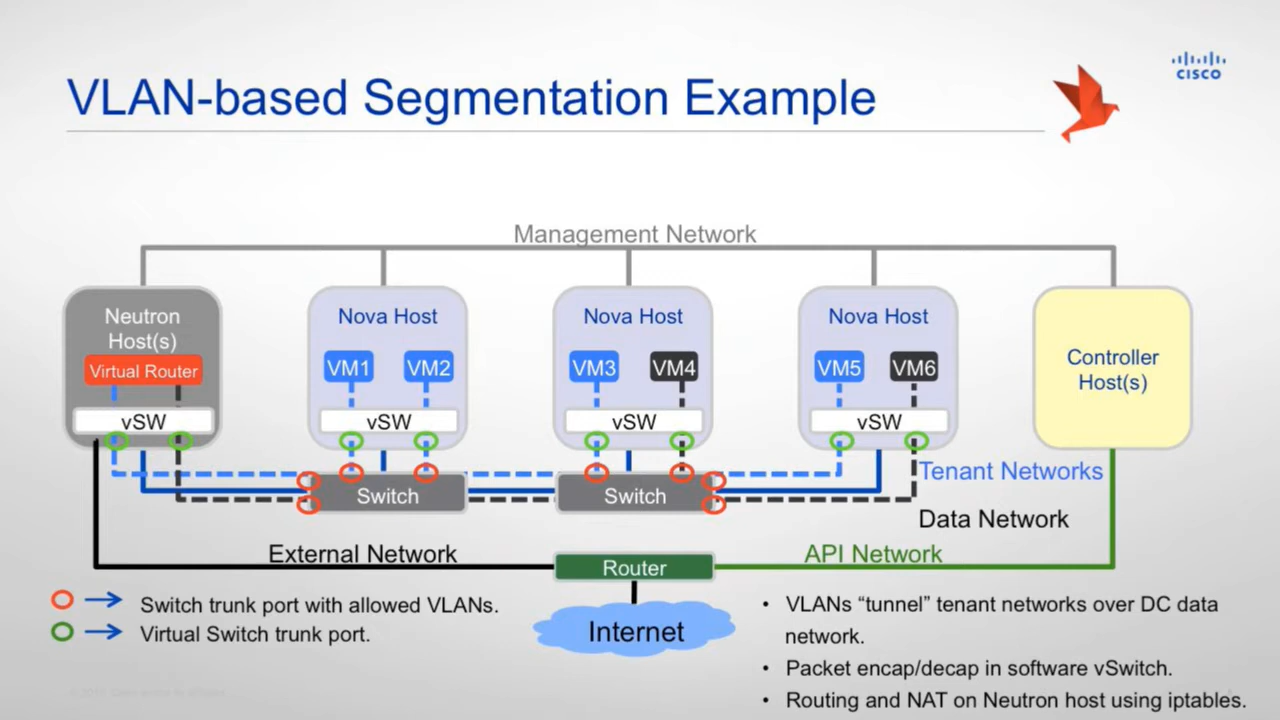 VLAN-based Segmentation Example
CISCO
Management Network
Neutron
Host(s)
Virtual Router
vSW
Nova Host
VM1
VM2
vSW
Nova Host
VM3
VM4
vSW
Nova Host
VM5
VM6
vSW
Controller
Host(s)
Switch
Switch
Tenant Networks
Data Network
External Network
API Network
Router
Internet
Switch trunk port with allowed VLANs.
Virtual Switch trunk port.
• VLANs “tunnel” tenant networks over DC data
network.
• Packet encap/decap in software vSwitch.
• Routing and NAT on Neutron host using iptables.